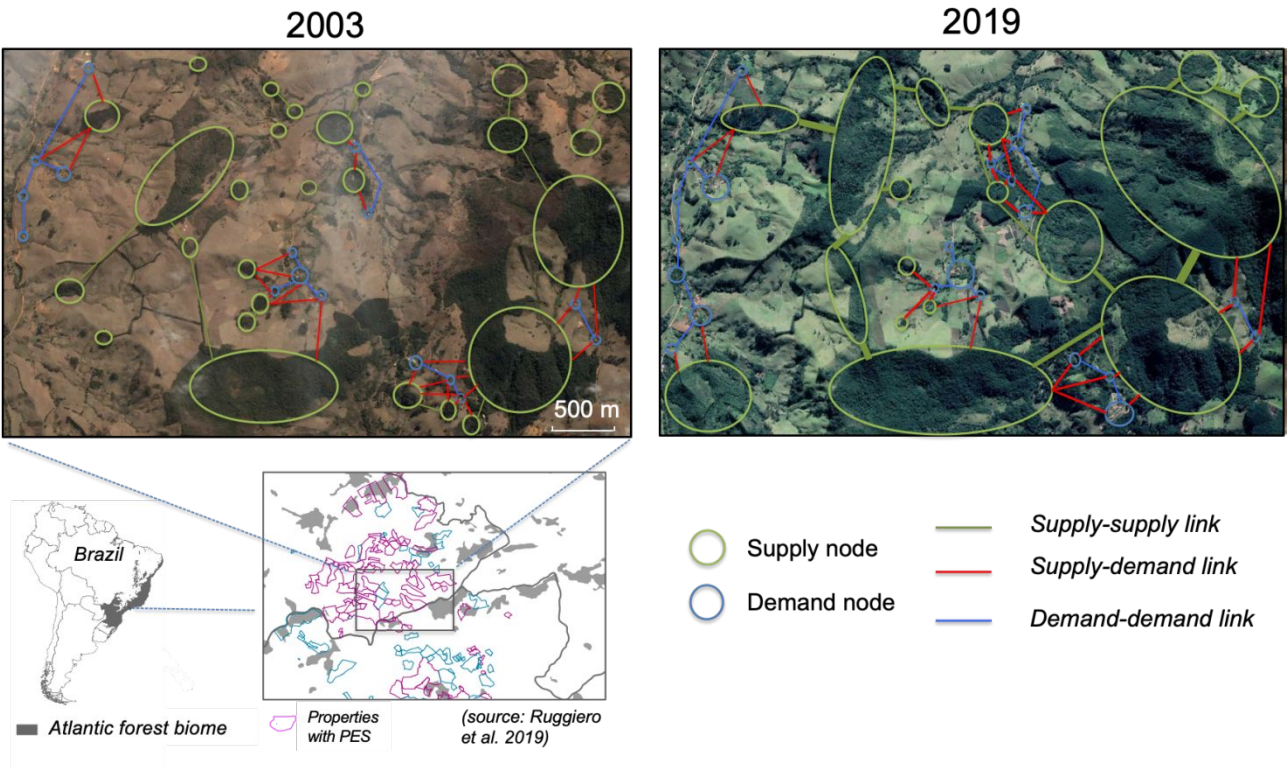 2003
2019
500 m
Brazil
Supply node
Demand node
Supply-supply link
Supply-demand link
Demand-demand link
Atlantic forest biome
Properties
with PES
(source: Ruggiero
et al. 2019)